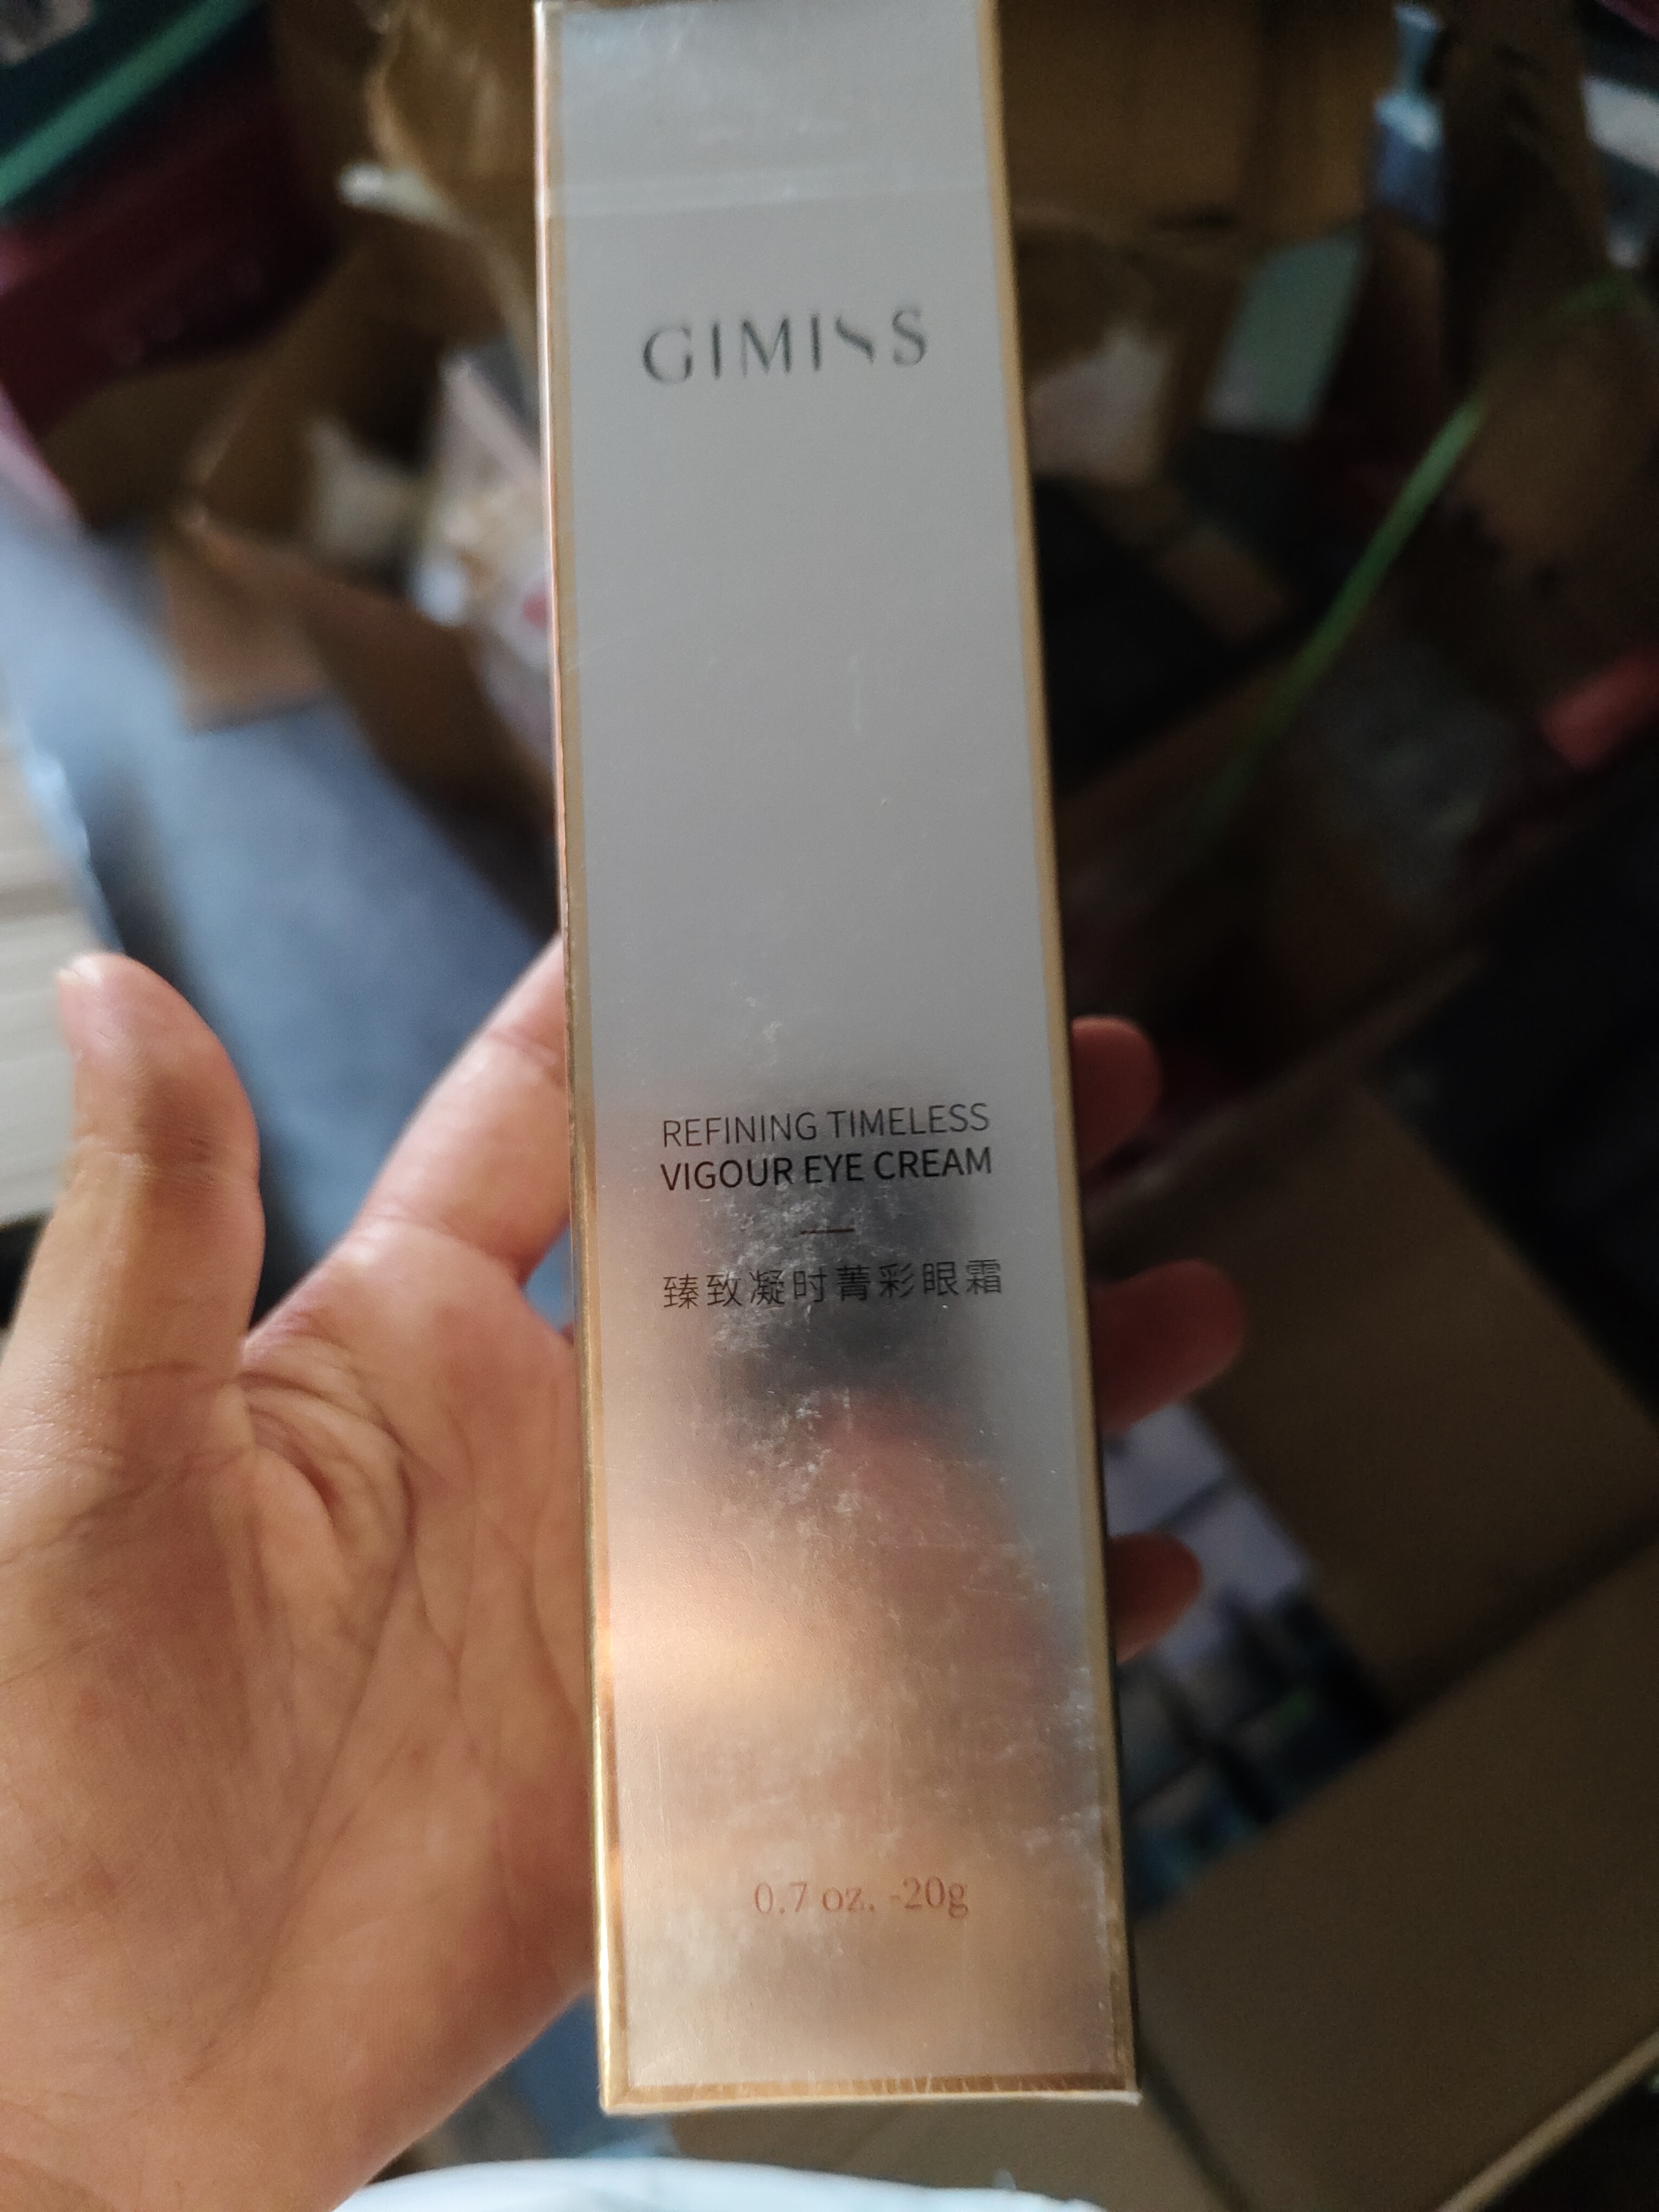 GIMISS
REFINING TIMELESS
VIGOUR EYE CREAM
臻致凝时菁彩眼霜
0.7 oz. -20g